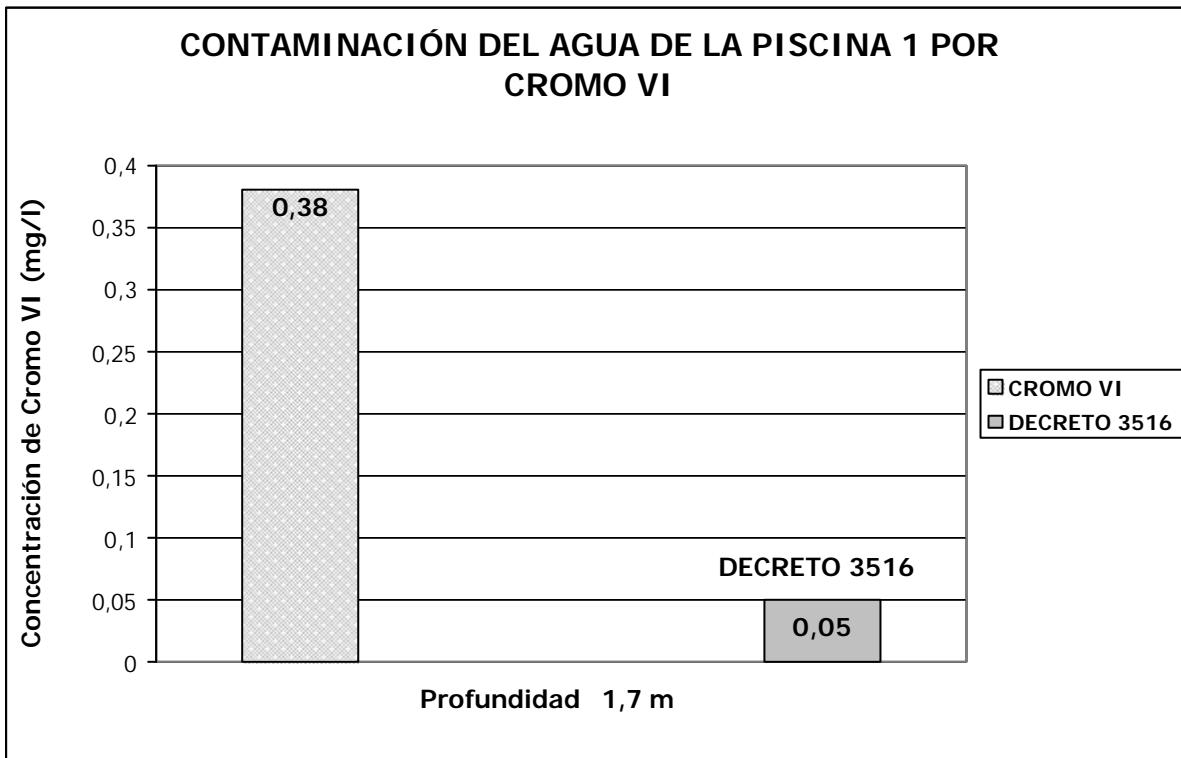 CONTAMINACIÓN DEL AGUA DE LA PISCINA 1 POR
CROMO VI
Concentración de Cromo VI (mg/l)
0,4
0,35
0,3
0,25
0,2
0,15
0,1
0,05
0
0,38
DECRETO 3516
0,05
Profundidad 1,7 m
CROMO VI
DECRETO 3516